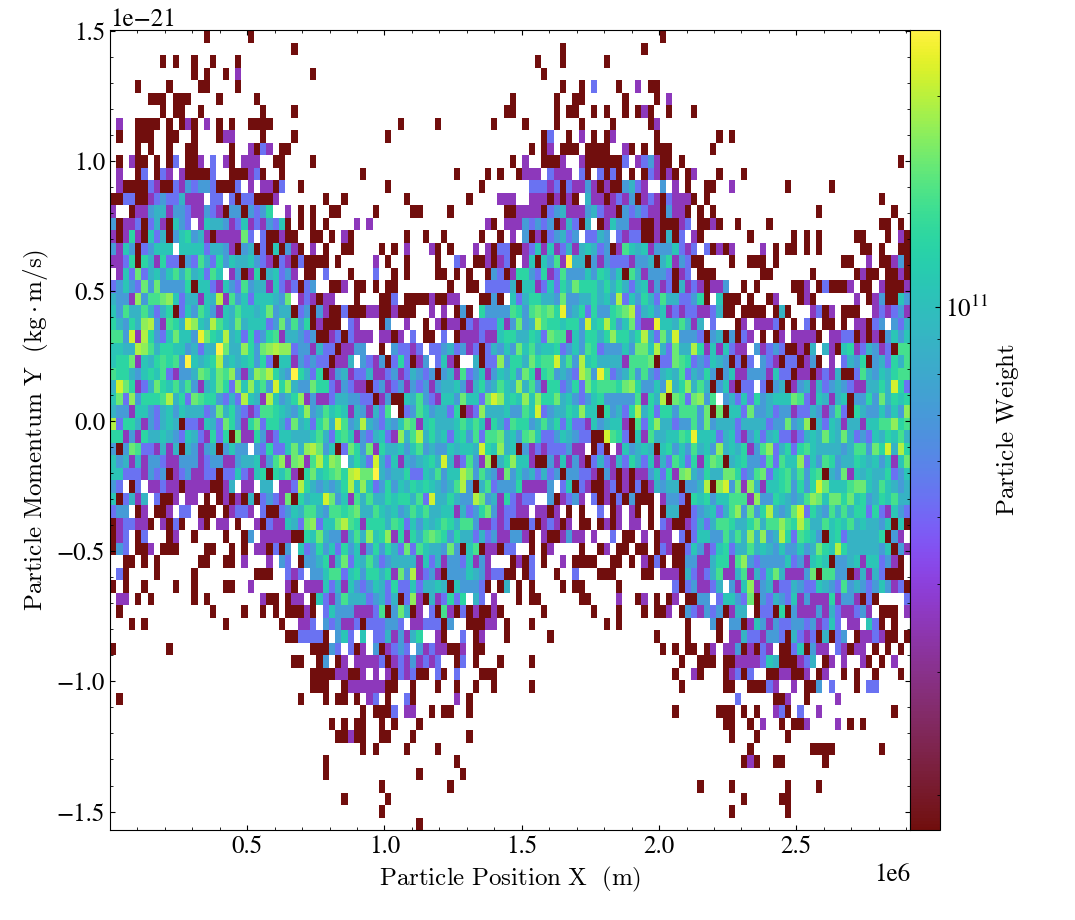 1e−21
1.5
1.0
0.5
0.0
−0.5
−1.0
−1.5
Particle Momentum Y (kg · m/s)
0.5
1.0
1.5
2.0
2.5
1e6
Particle Position X (m)
10¹¹
Particle Weight